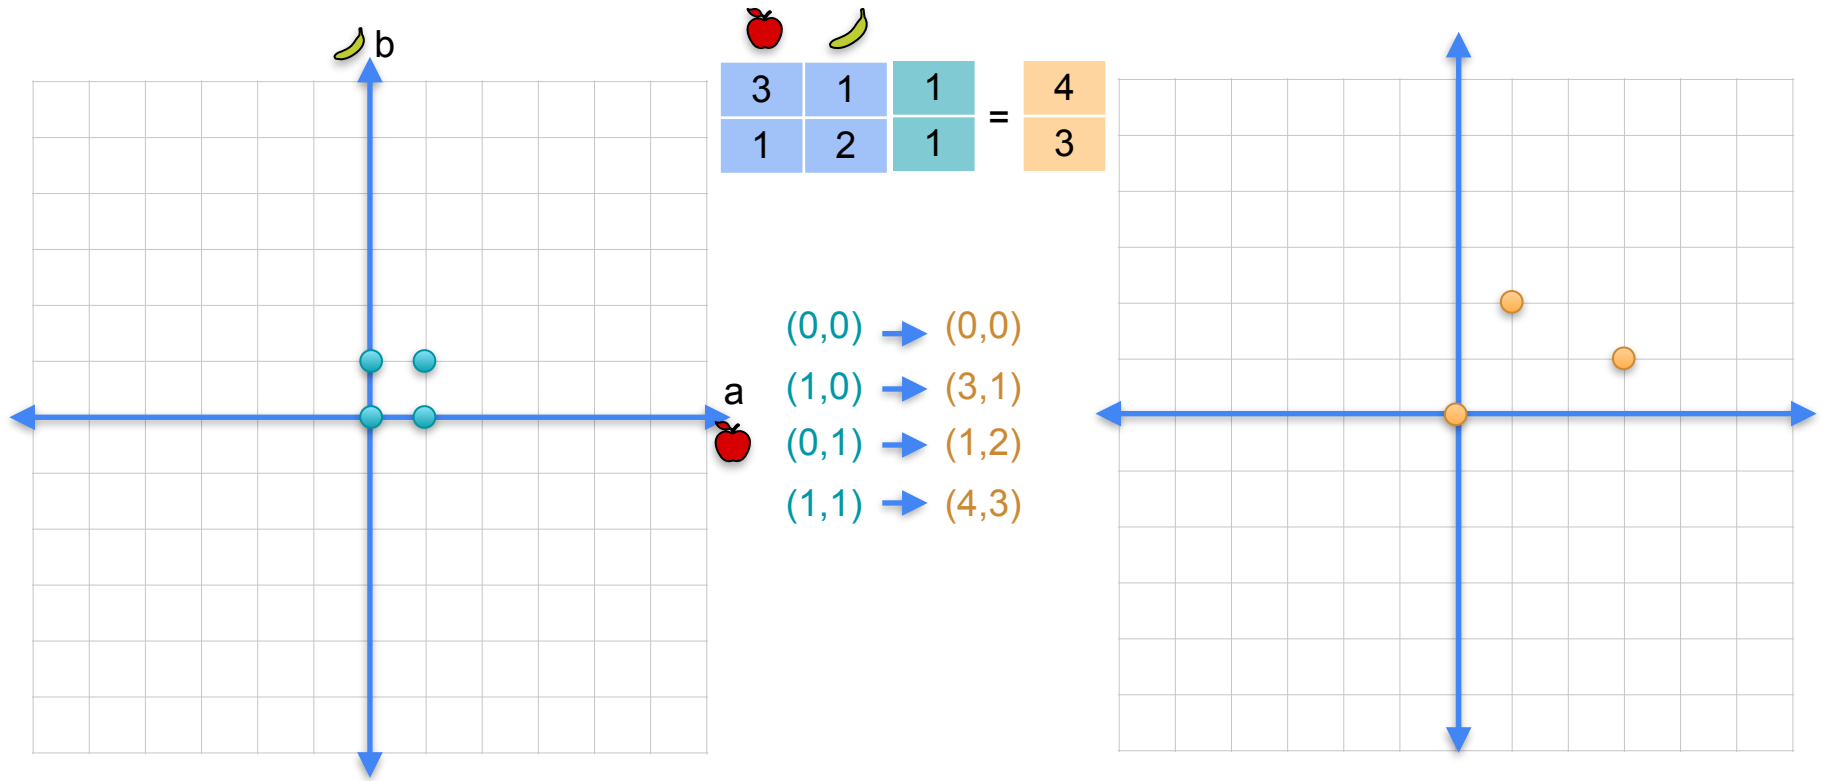 b
3 1 1 = 4
1 2 1 3
a
(0,0) (0,0)
(1,0) (3,1)
(0,1) (1,2)
(1,1) (4,3)